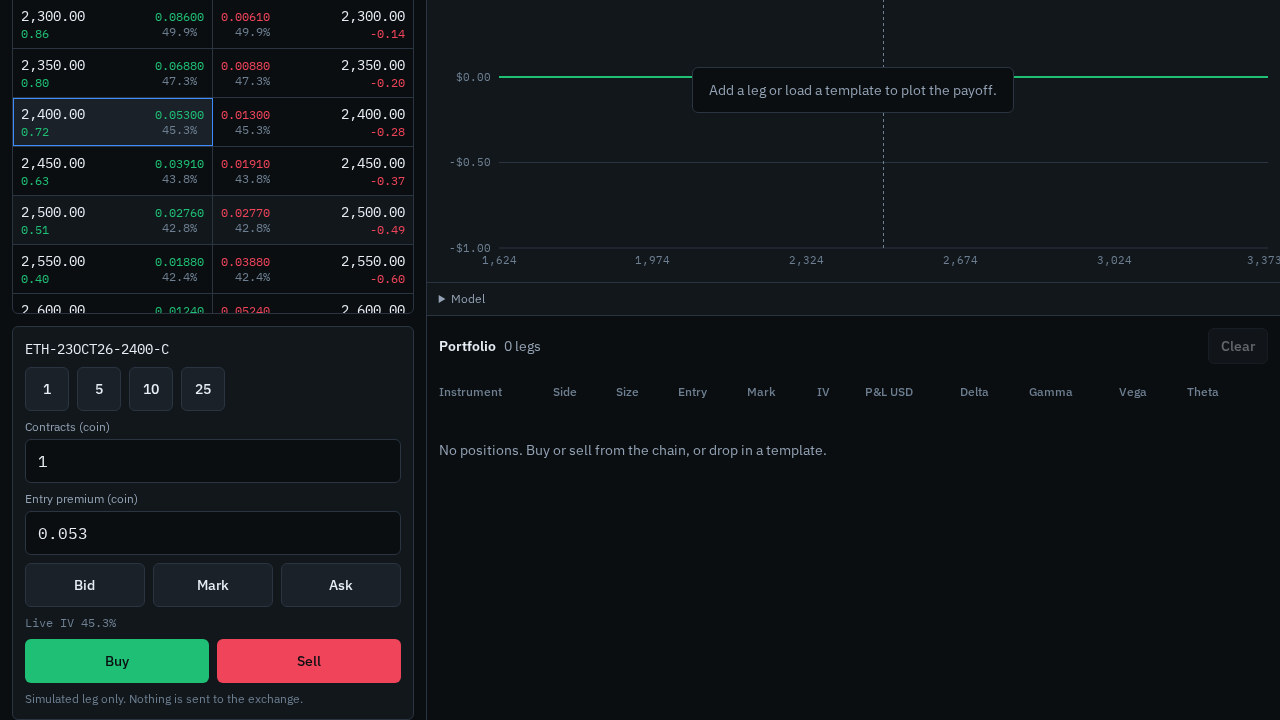 2,300.00 0.08600 0.00610 2,300.00
0.86 49.9% 49.9% -0.14
2,350.00 0.06880 0.00880 2,350.00
0.80 47.3% 47.3% -0.20
2,400.00 0.05300 0.01300 2,400.00
0.72 45.3% 45.3% -0.28
2,450.00 0.03910 0.01910 2,450.00
0.63 43.8% 43.8% -0.37
2,500.00 0.02760 0.02770 2,500.00
0.51 42.8% 42.8% -0.49
2,550.00 0.01880 0.03880 2,550.00
0.40 42.4% 42.4% -0.60
2,600.00 0.01240 0.05240 2,600.00
ETH-23OCT26-2400-C
1 5 10 25
Contracts (coin)
1
Entry premium (coin)
0.053
Bid Mark Ask
Live IV 45.3%
Buy Sell
Simulated leg only. Nothing is sent to the exchange.
$0.00
Add a leg or load a template to plot the payoff.
-$0.50
-$1.00
1,624 1,974 2,324 2,674 3,024 3,373
Model
Portfolio 0 legs Clear
Instrument Side Size Entry Mark IV P&L USD Delta Gamma Vega Theta
No positions. Buy or sell from the chain, or drop in a template.